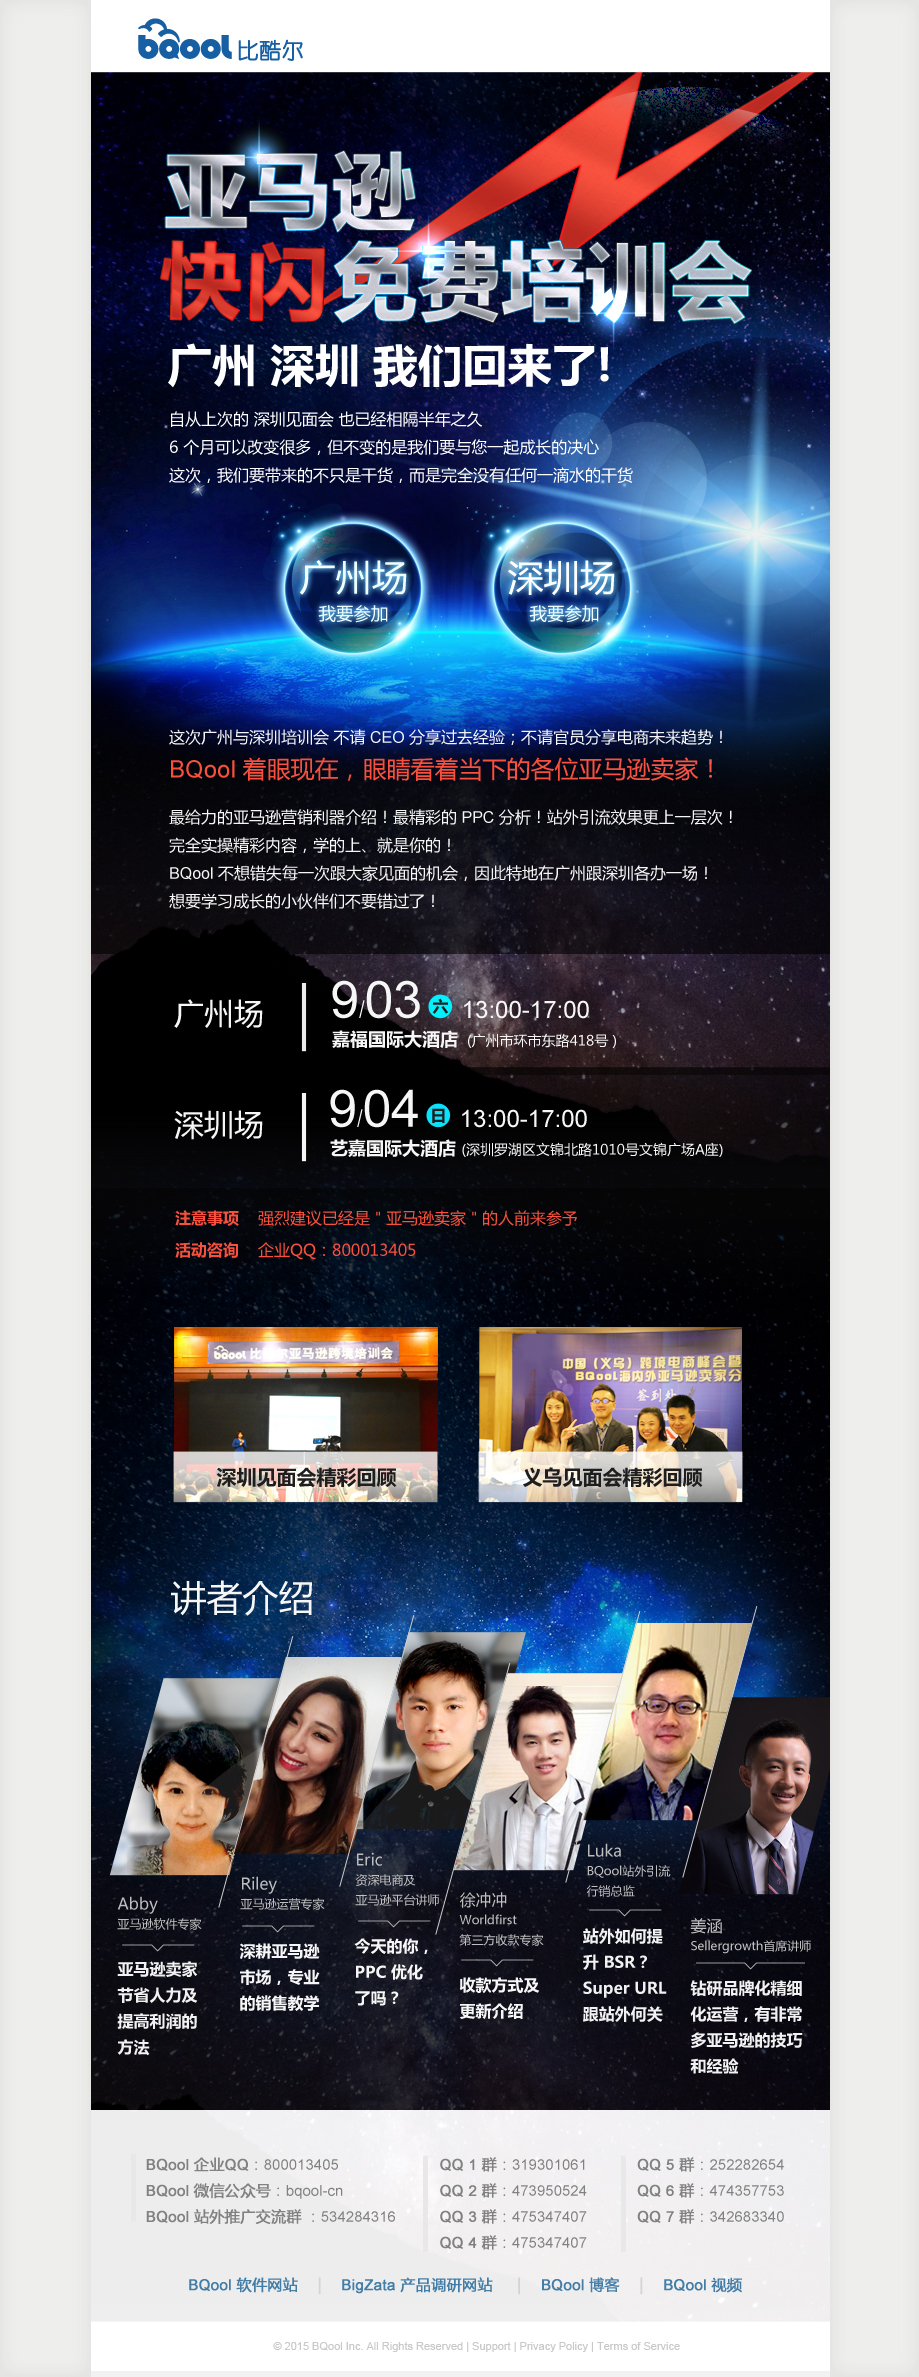 bqool 比酷尔
亚马逊
快闪免费培训会
广州 深圳 我们回来了!
自从上次的 深圳见面会 也已经相隔半年之久
6 个月可以改变很多，但不变的是我们要与您一起成长的决心
这次，我们要带来的不只是干货，而是完全没有任何一滴水的干货
广州场
我要参加
深圳场
我要参加
这次广州与深圳培训会 不请 CEO 分享过去经验；不请官员分享电商未来趋势！
BQool 着眼现在，眼睛看着当下的各位亚马逊卖家！
最给力的亚马逊营销利器介绍！最精彩的 PPC 分析！站外引流效果更上一层次！
完全实操精彩内容，学的上、就是你的！
BQool 不想错失每一次跟大家见面的机会，因此特地在广州跟深圳各办一场！
想要学习成长的小伙伴们不要错过了！
广州场
9/03 六 13:00-17:00
嘉福国际大酒店 (广州市环市东路418号 )
深圳场
9/04 日 13:00-17:00
艺嘉国际大酒店 (深圳罗湖区文锦北路1010号文锦广场A座)
注意事项 强烈建议已经是 " 亚马逊卖家 " 的人前来参予
活动咨询 企业QQ：800013405
bqool 比酷尔亚马逊跨境培训会
深圳见面会精彩回顾
中国（义乌）跨境电商峰会暨
BQool海内外亚马逊卖家分
签到处
义乌见面会精彩回顾
讲者介绍
Abby
亚马逊软件专家
亚马逊卖家
节省人力及
提高利润的
方法
Riley
亚马逊运营专家
深耕亚马逊
市场，专业
的销售教学
Eric
资深电商及
亚马逊平台讲师
今天的你，
PPC 优化
了吗？
徐冲冲
Worldfirst
第三方收款专家
收款方式及
更新介绍
Luka
BQool站外引流
行销总监
站外如何提
升 BSR？
Super URL
跟站外何关
姜涵
Sellergrowth首席讲师
钻研品牌化精细
化运营，有非常
多亚马逊的技巧
和经验
BQool 企业QQ：800013405
BQool 微信公众号：bqool-cn
BQool 站外推广交流群 ：534284316
QQ 1 群：319301061
QQ 2 群：473950524
QQ 3 群：475347407
QQ 4 群：475347407
QQ 5 群：252282654
QQ 6 群：474357753
QQ 7 群：342683340
BQool 软件网站 | BigZata 产品调研网站 | BQool 博客 | BQool 视频
© 2015 BQool Inc. All Rights Reserved | Support | Privacy Policy | Terms of Service